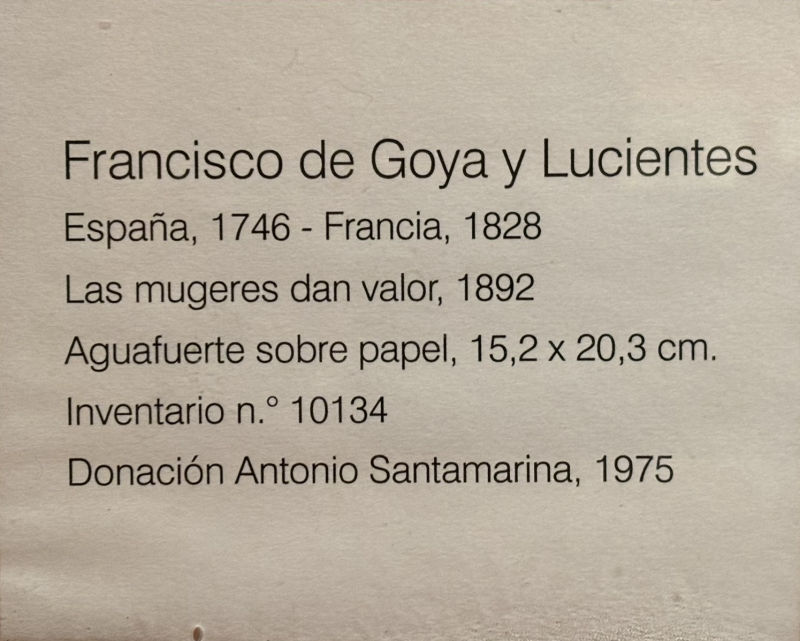 Francisco de Goya y Lucientes
España, 1746 - Francia, 1828
Las mugeres dan valor, 1892
Aguafuerte sobre papel, 15,2 x 20,3 cm.
Inventario n.° 10134
Donación Antonio Santamarina, 1975